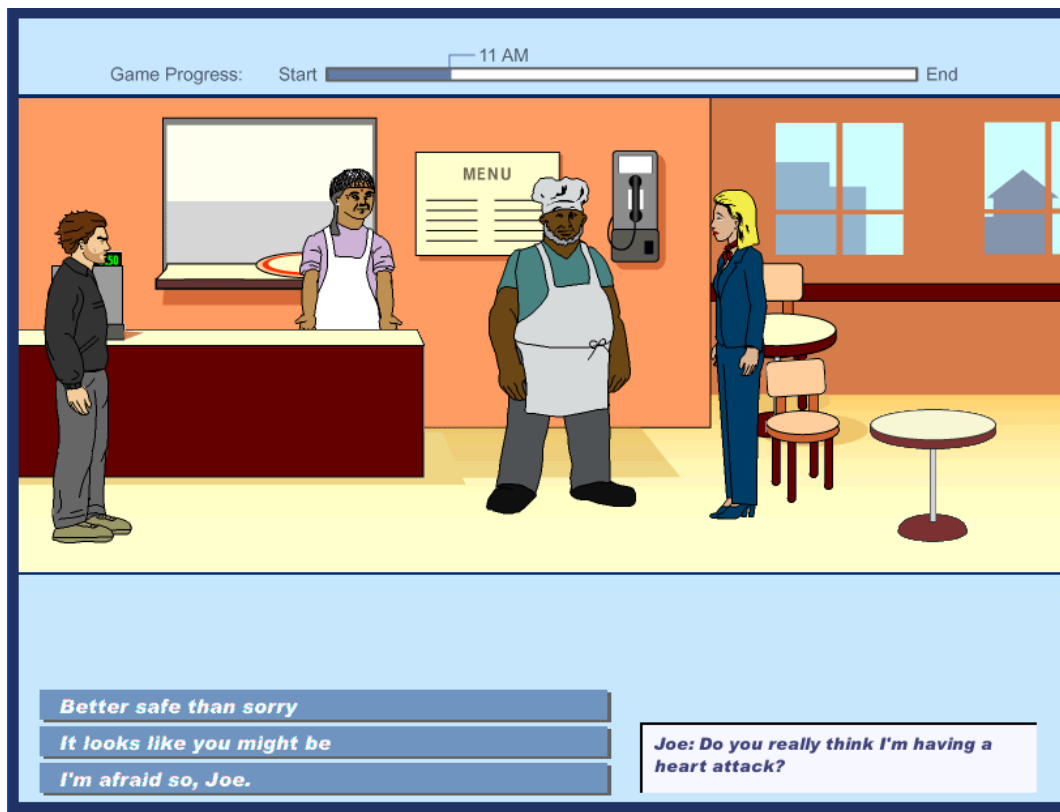 11 AM
Game Progress: Start End
MENU
.50
Better safe than sorry
It looks like you might be
I'm afraid so, Joe.
Joe: Do you really think I'm having a
heart attack?